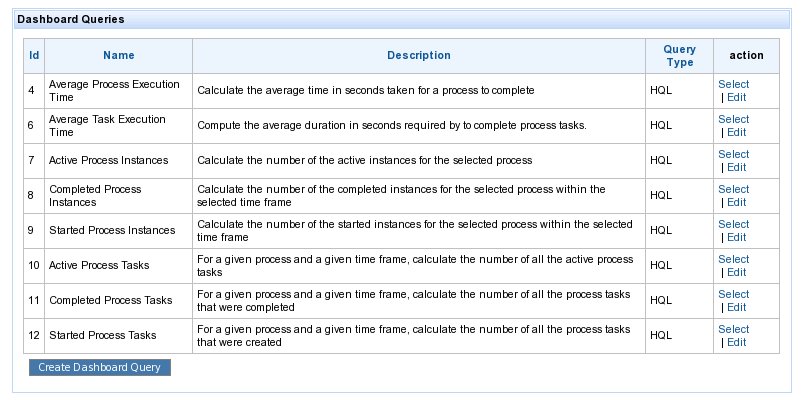 Dashboard Queries
Id Name Description Query Type action
4 Average Process Execution Time Calculate the average time in seconds taken for a process to complete HQL Select | Edit
6 Average Task Execution Time Compute the average duration in seconds required by to complete process tasks. HQL Select | Edit
7 Active Process Instances Calculate the number of the active instances for the selected process HQL Select | Edit
8 Completed Process Instances Calculate the number of the completed instances for the selected process within the selected time frame HQL Select | Edit
9 Started Process Instances Calculate the number of the started instances for the selected process within the selected time frame HQL Select | Edit
10 Active Process Tasks For a given process and a given time frame, calculate the number of all the active process tasks HQL Select | Edit
11 Completed Process Tasks For a given process and a given time frame, calculate the number of all the process tasks that were completed HQL Select | Edit
12 Started Process Tasks For a given process and a given time frame, calculate the number of all the process tasks that were created HQL Select | Edit
Create Dashboard Query